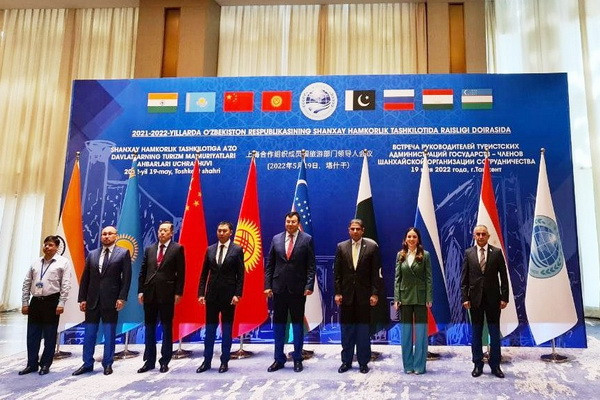 2021-2022-YILLARDA O'ZBEKISTON RESPUBLIKASINING SHANXAY HAMKORLIK TASHKILOTIDA RAISLIGI DOIRASIDA
SHANXAY HAMKORLIK TASHKILOTIGA A'ZO
DAVLATLARNING TURIZM MA'MURIYATLARI
RAHBARLARI UCHRASHUVI
19-may, Toshkent shahri
上海合作组织成员国旅游部门领导人会议
(2022年5月19日, 塔什干)
ВСТРЕЧА РУКОВОДИТЕЛЕЙ ТУРИСТСКИХ
АДМИНИСТРАЦИЙ ГОСУДАРСТВ - ЧЛЕНОВ
ШАНХАЙСКОЙ ОРГАНИЗАЦИИ СОТРУДНИЧЕСТВА
19 мая 2022 года, г.Ташкент